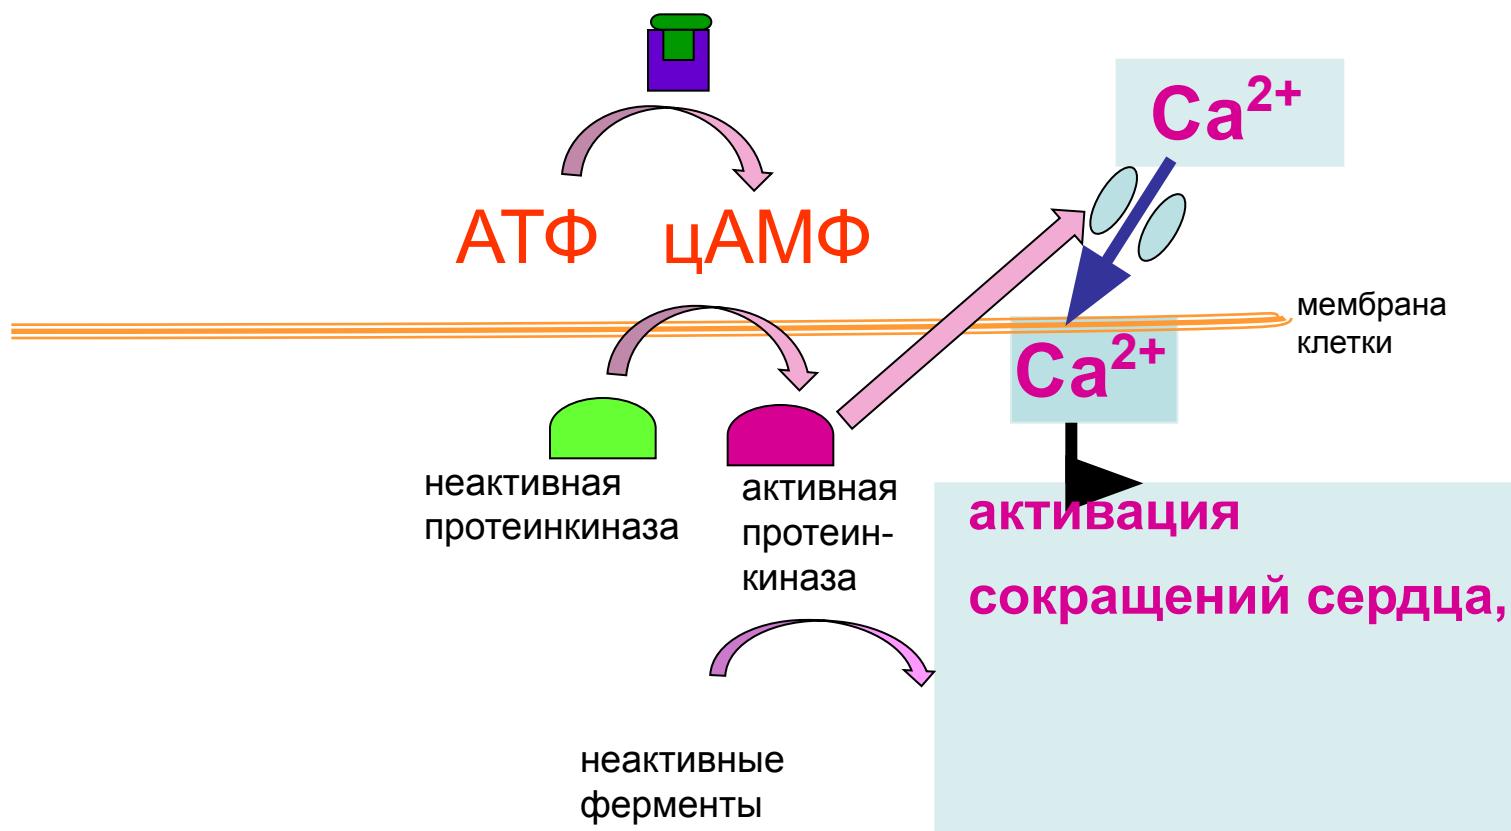 Ca2+
АТФ цАМФ
мембрана
клетки
Ca2+
неактивная
протеинкиназа
активная
протеин-
киназа
активация
сокращений сердца,
неактивные
ферменты